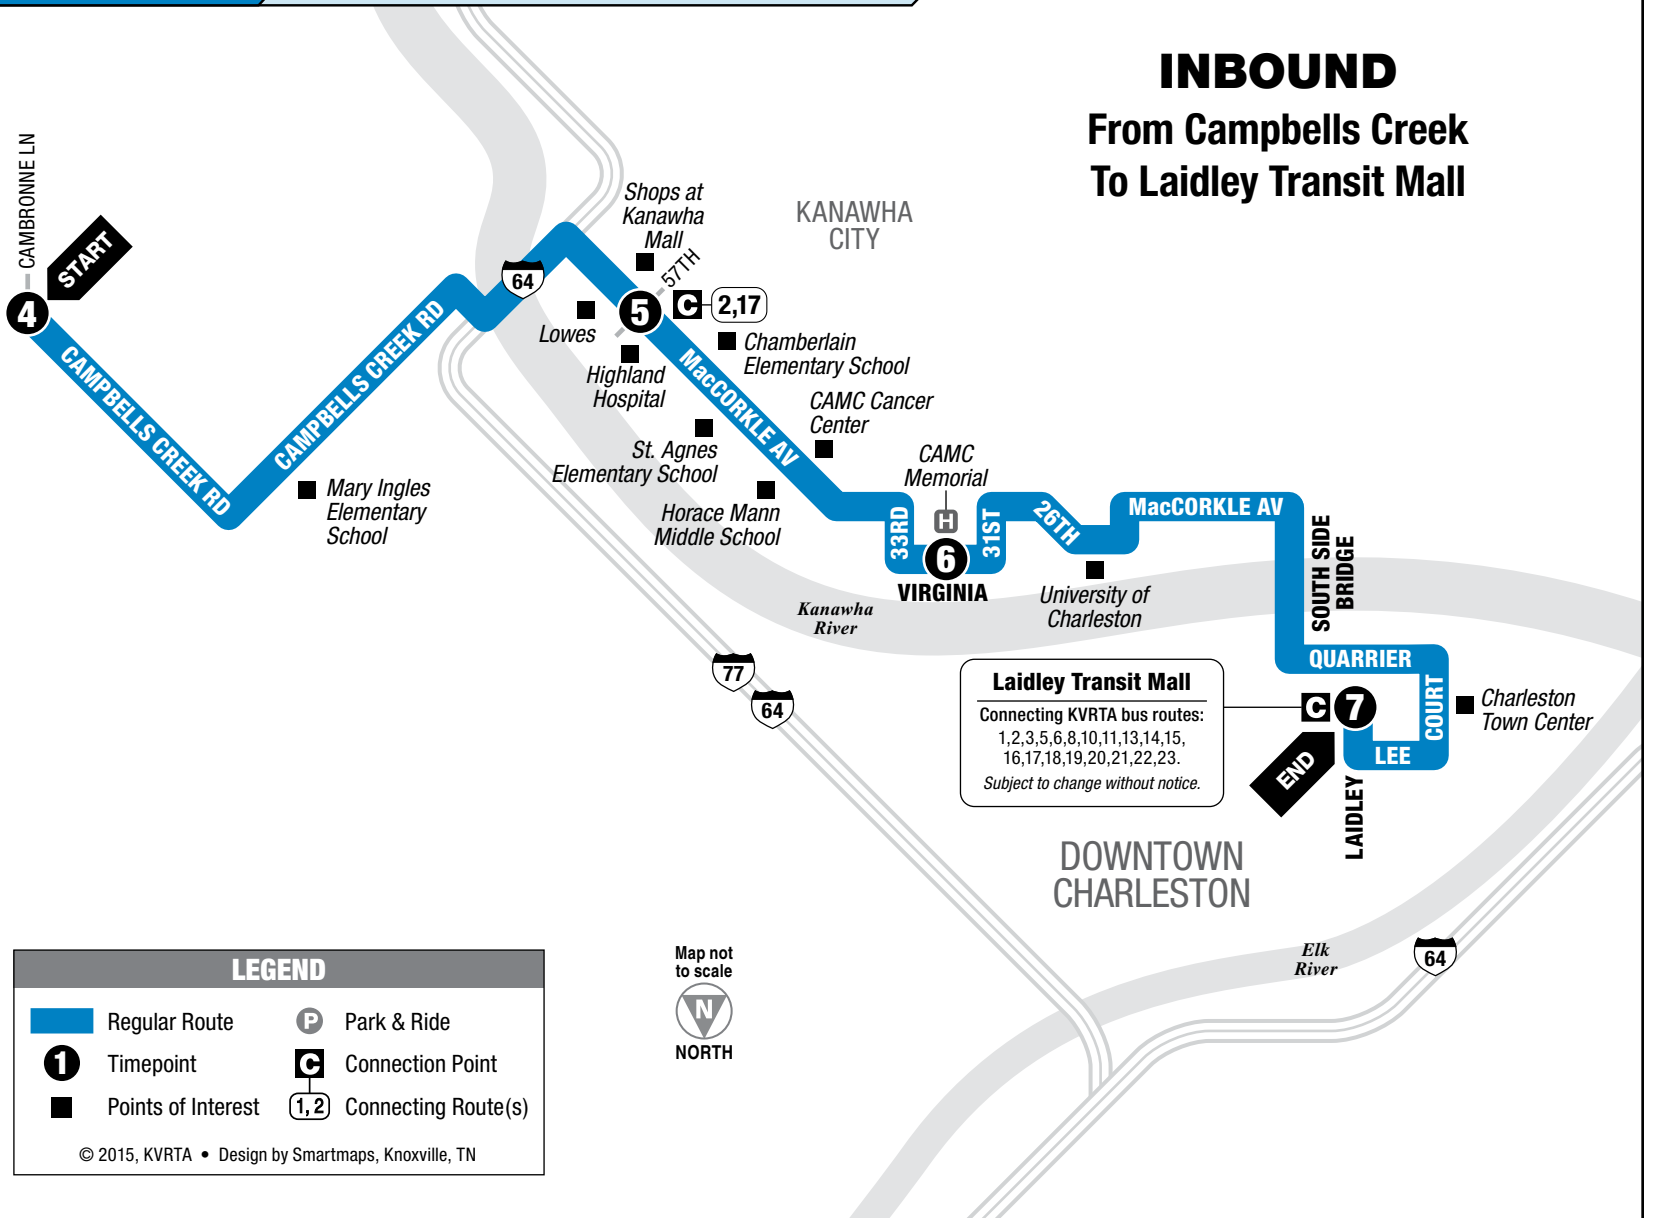 INBOUND
From Campbells Creek
To Laidley Transit Mall
CAMBRONNE LN
START
4
CAMPBELLS CREEK RD
CAMPBELLS CREEK RD
Mary Ingles
Elementary
School
64
Shops at
Kanawha
Mall
57TH
KANAWHA
CITY
5
C
2,17
Lowes
Highland
Hospital
Chamberlain
Elementary School
MacCORKLE AV
St. Agnes
Elementary School
CAMC Cancer
Center
Horace Mann
Middle School
CAMC
Memorial
H
33RD
6
31ST
VIRGINIA
26TH
University of
Charleston
MacCORKLE AV
SOUTH SIDE
BRIDGE
Kanawha
River
77
64
QUARRIER
COURT
LEE
LAIDLEY
Charleston
Town Center
C
7
END
Laidley Transit Mall
Connecting KVRTA bus routes:
1,2,3,5,6,8,10,11,13,14,15,
16,17,18,19,20,21,22,23.
Subject to change without notice.
DOWNTOWN
CHARLESTON
Elk
River
64
Map not
to scale
N
NORTH
LEGEND
Regular Route
P Park & Ride
1 Timepoint
C Connection Point
Points of Interest
1, 2 Connecting Route(s)
© 2015, KVRTA • Design by Smartmaps, Knoxville, TN